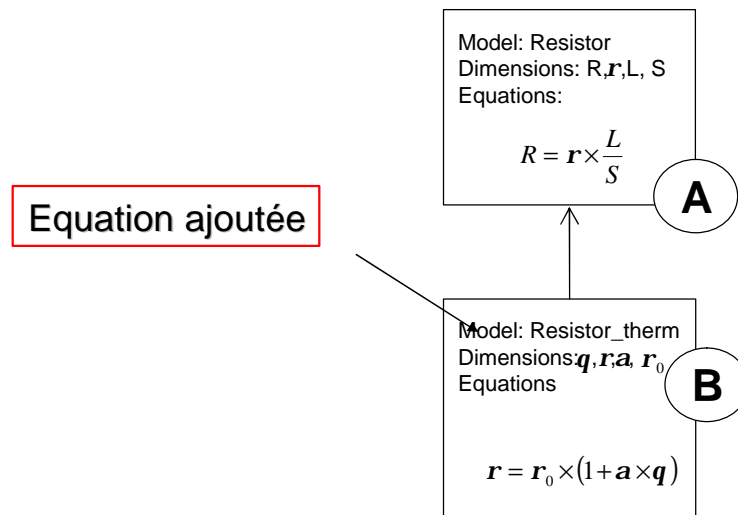 Model: Resistor
Dimensions: R,r,L, S
Equations:
R = r × L/S
A
Equation ajoutée
Model: Resistor_therm
Dimensions:q,r,a, r₀
Equations
B
r = r₀ × (1 + a × q)